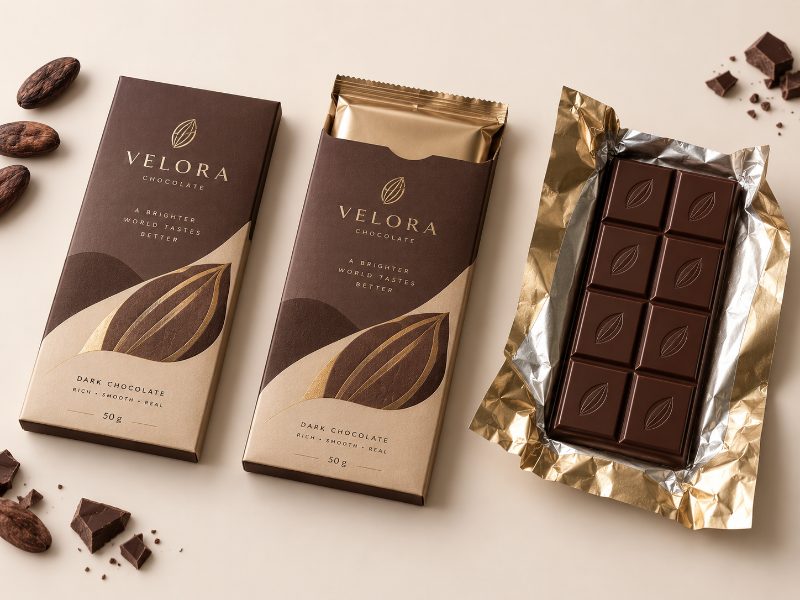 VELORA
CHOCOLATE
A BRIGHTER
WORLD TASTES
BETTER
DARK CHOCOLATE
RICH • SMOOTH • REAL
50 g
VELORA
CHOCOLATE
A BRIGHTER
WORLD TASTES
BETTER
DARK CHOCOLATE
RICH • SMOOTH • REAL
50 g